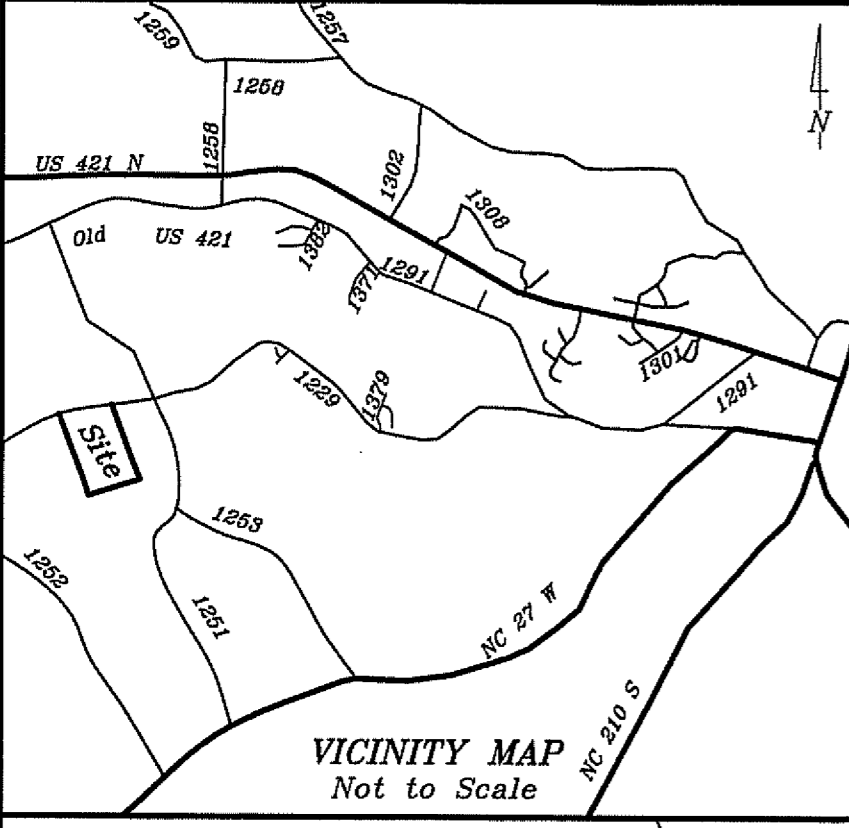 1259
1257
1258
1258
N
US 421 N
1302
1308
Old US 421
1382
1371
1291
1301
1229
1379
1291
Site
1253
1252
1251
NC 27 W
NC 210 S
VICINITY MAP
Not to Scale